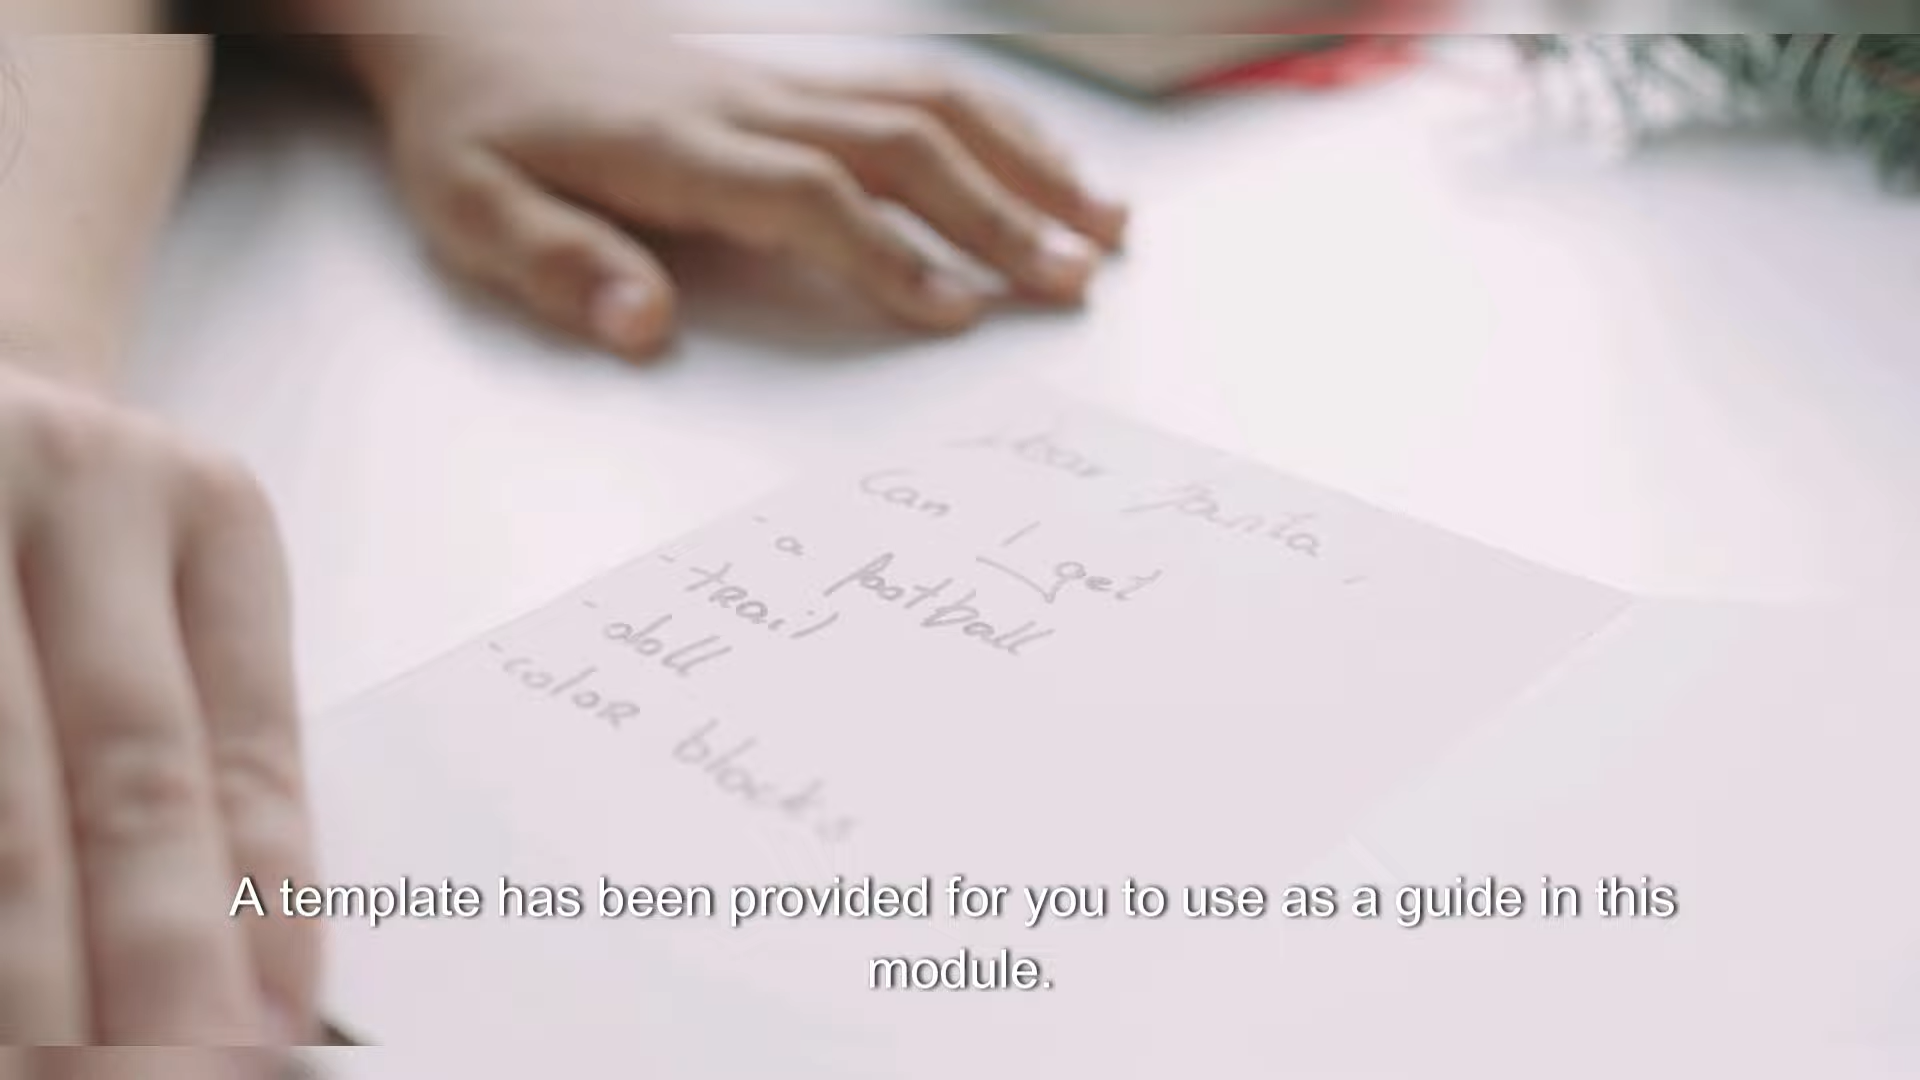 Dear Santa,
Can I get
- a football
- trail
- doll
- color blocks
A template has been provided for you to use as a guide in this
module.